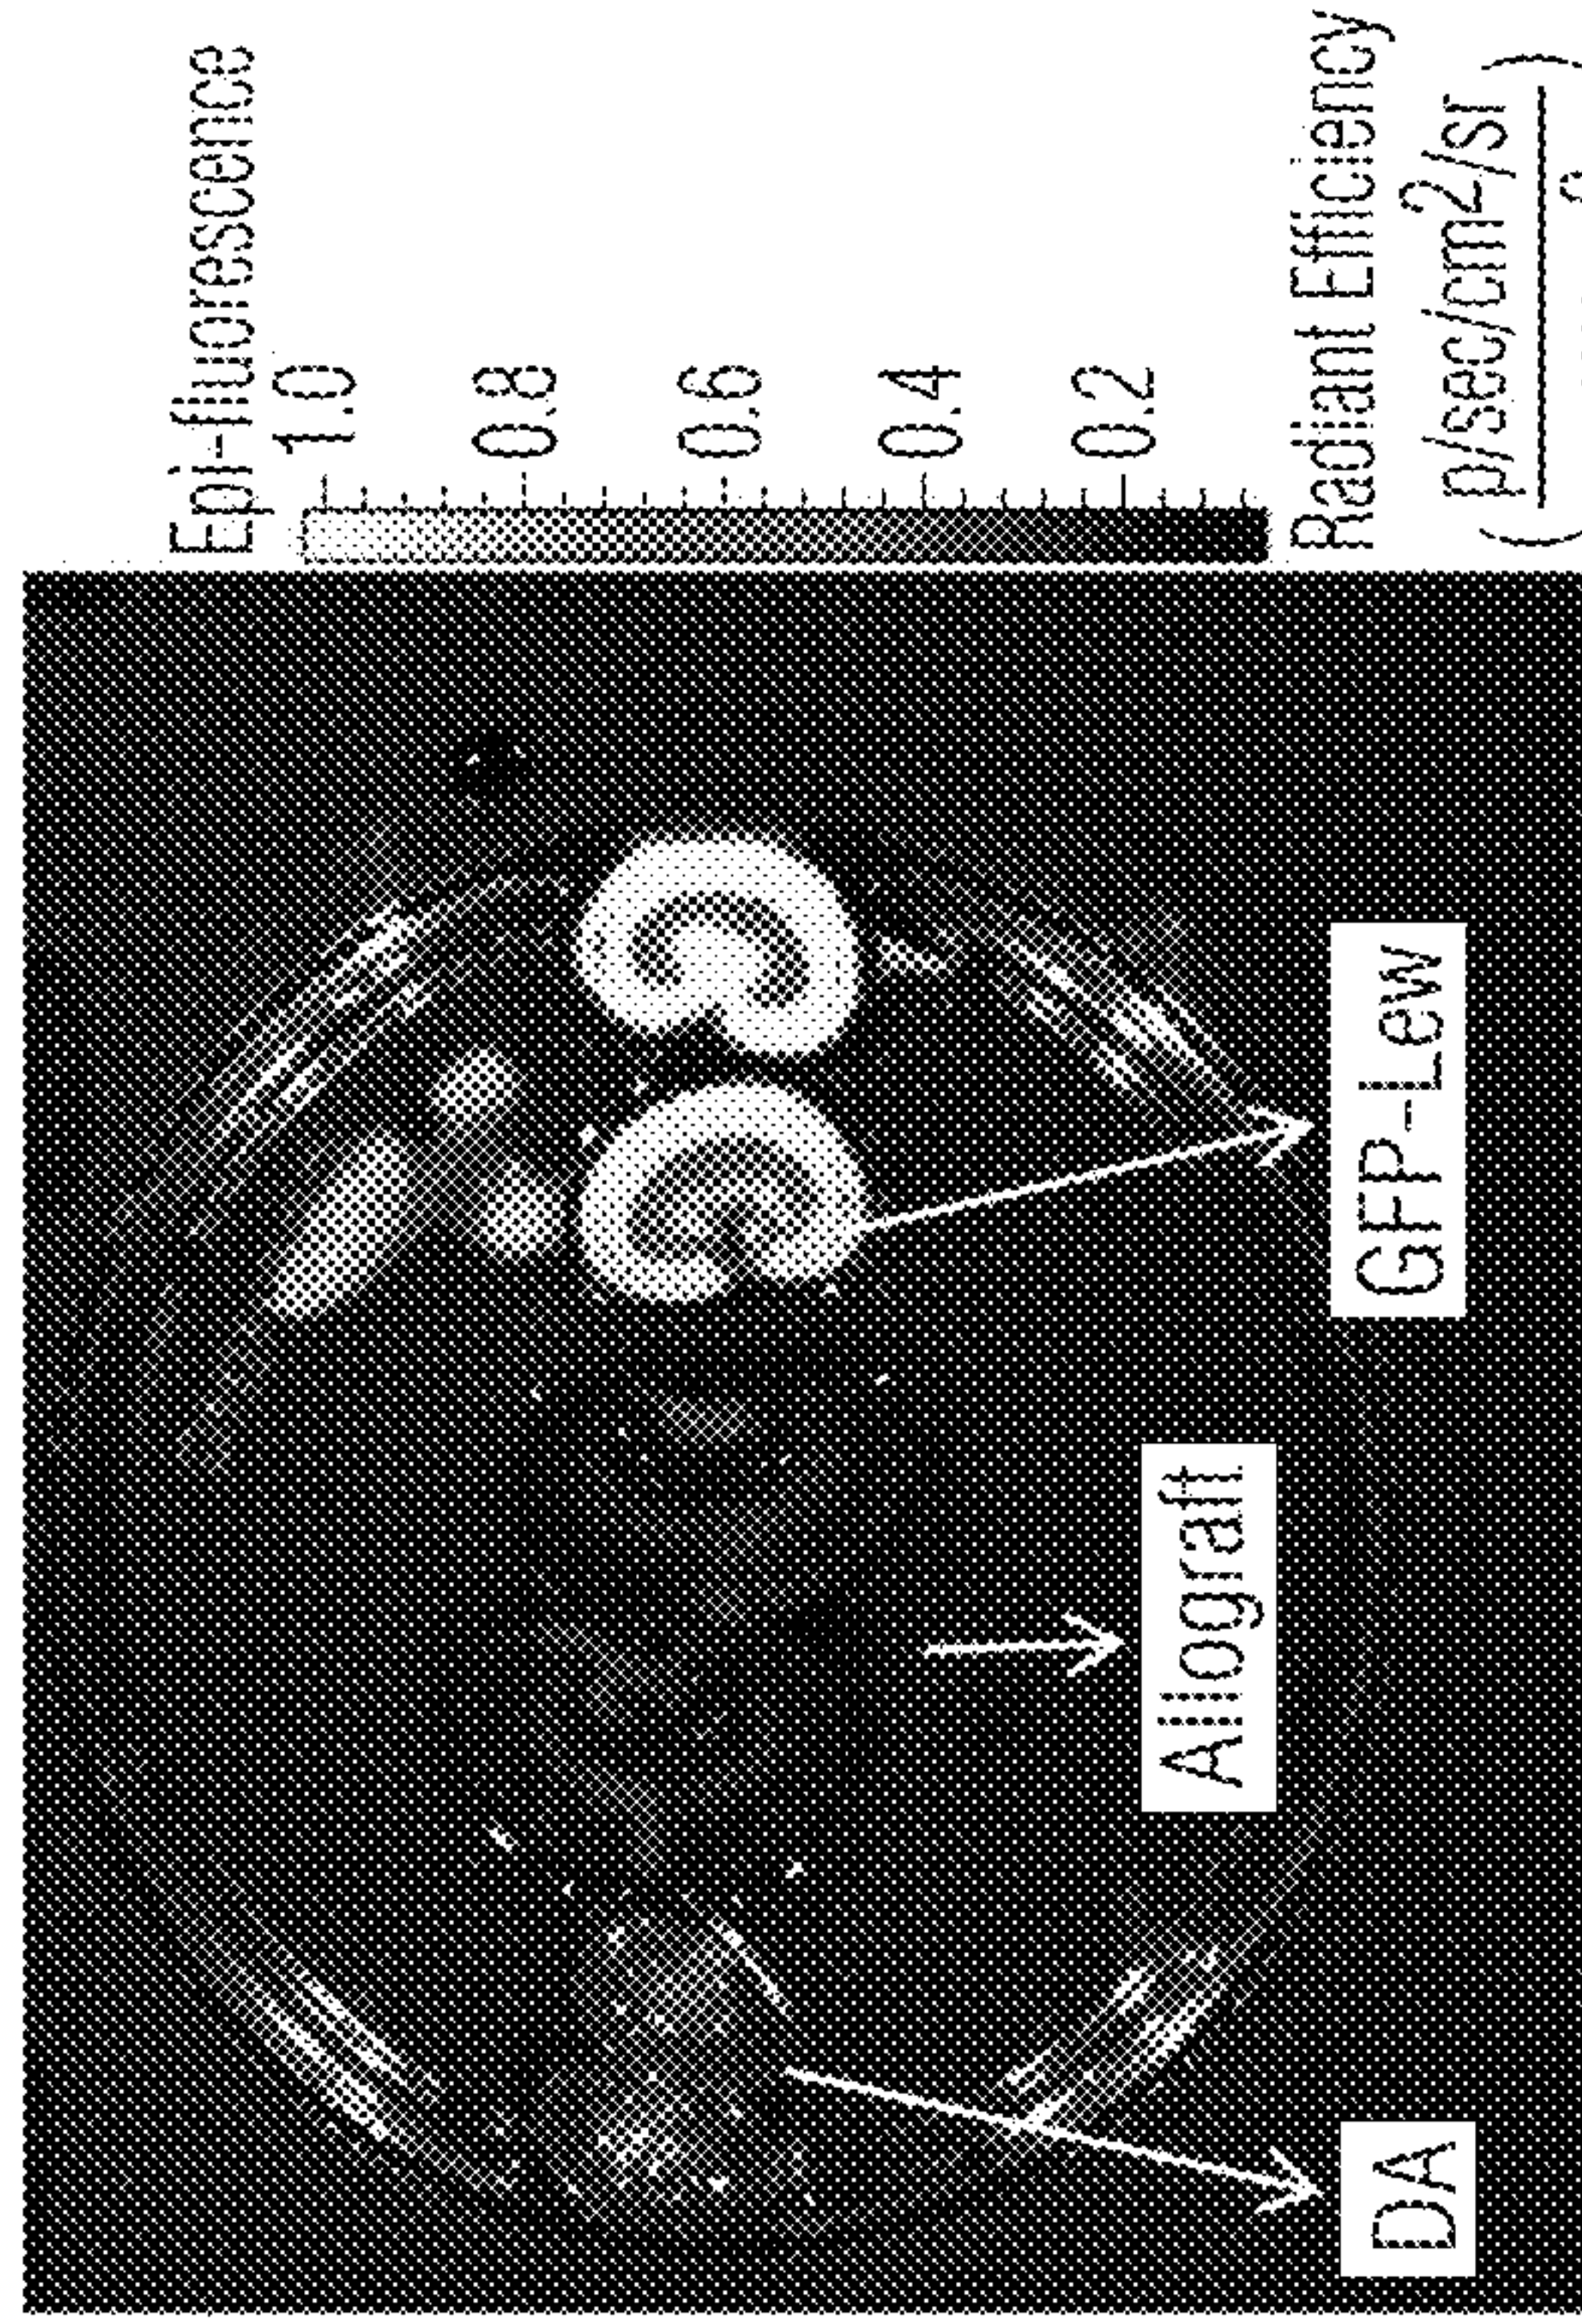 Epi-fluorescence
1.0
0.8
0.6
0.4
0.2
Radiant Efficiency
( p/sec/cm²/sr )
DA
Allograft
GFP-Lew